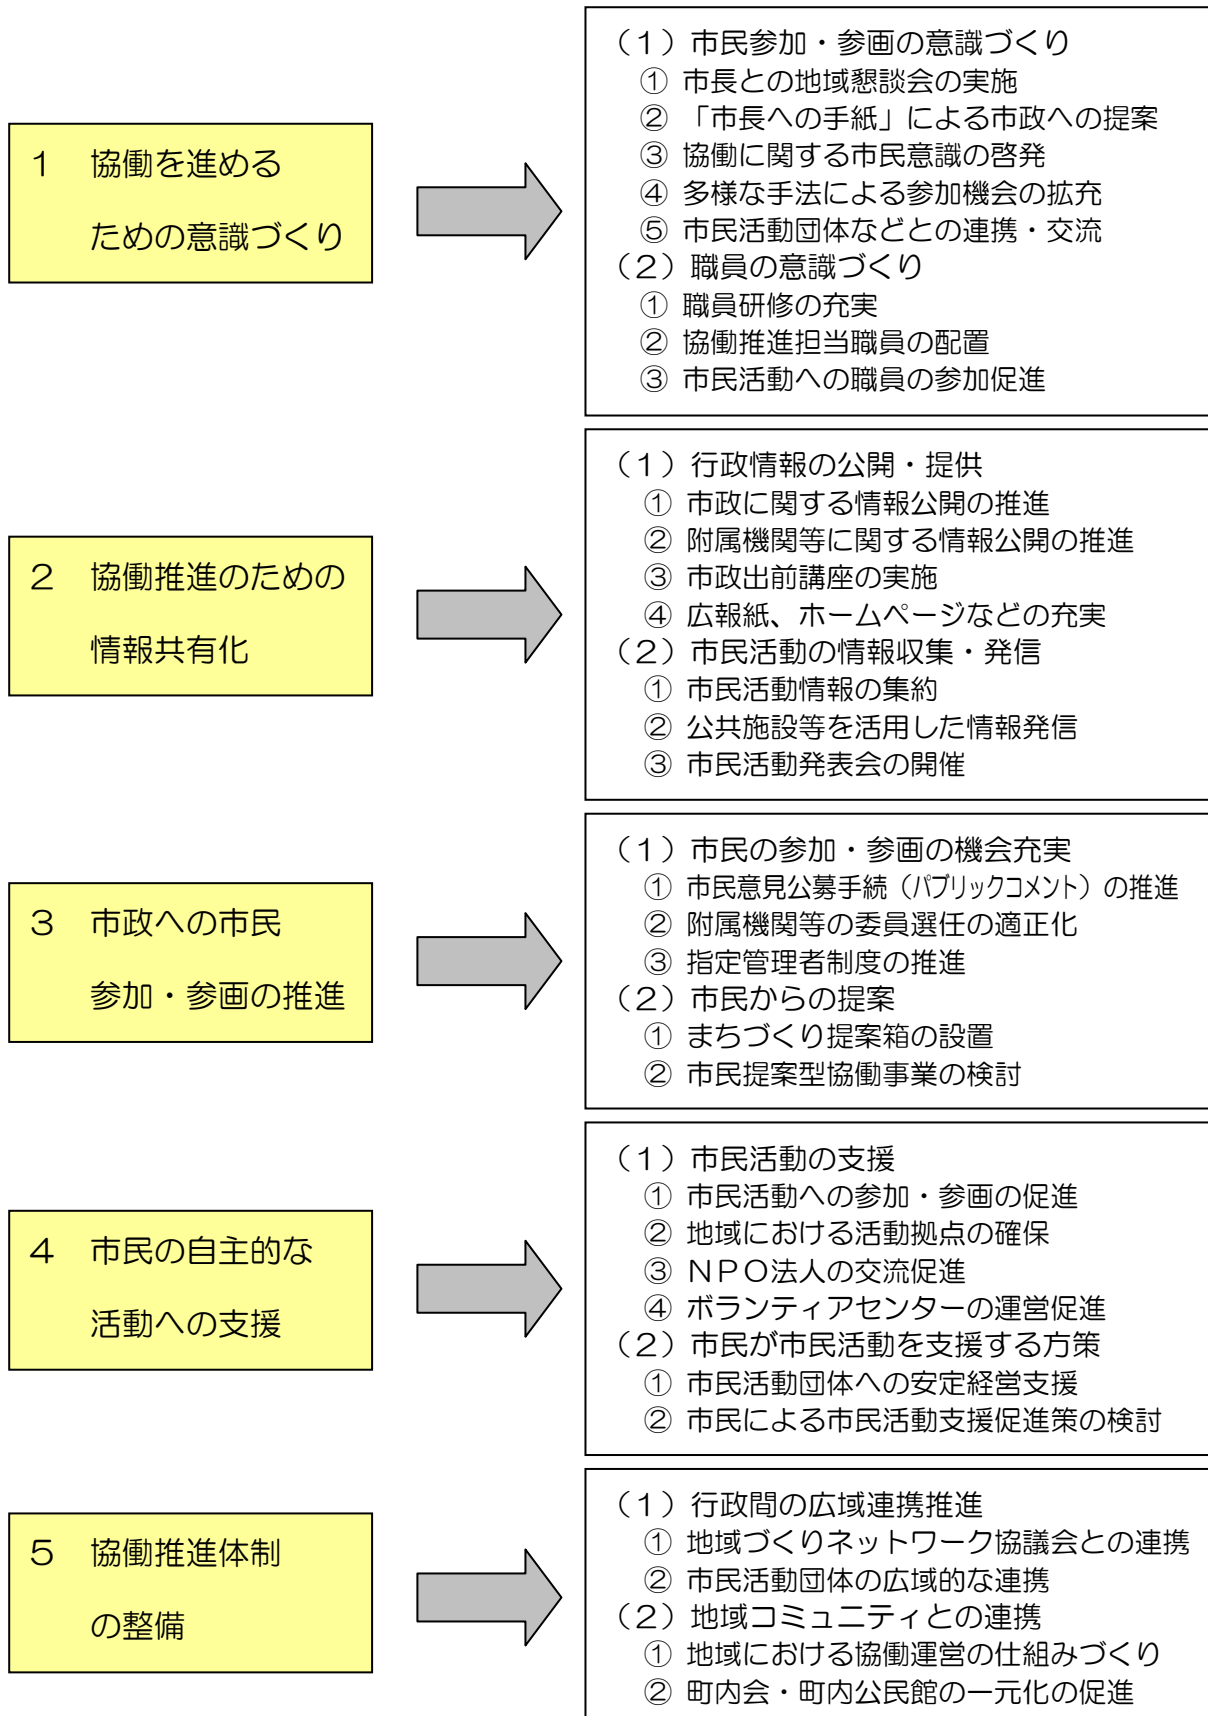 1 協働を進める
ための意識づくり
（1）市民参加・参画の意識づくり
① 市長との地域懇談会の実施
② 「市長への手紙」による市政への提案
③ 協働に関する市民意識の啓発
④ 多様な手法による参加機会の拡充
⑤ 市民活動団体などとの連携・交流
（2）職員の意識づくり
① 職員研修の充実
② 協働推進担当職員の配置
③ 市民活動への職員の参加促進
2 協働推進のための
情報共有化
（1）行政情報の公開・提供
① 市政に関する情報公開の推進
② 附属機関等に関する情報公開の推進
③ 市政出前講座の実施
④ 広報紙、ホームページなどの充実
（2）市民活動の情報収集・発信
① 市民活動情報の集約
② 公共施設等を活用した情報発信
③ 市民活動発表会の開催
3 市政への市民
参加・参画の推進
（1）市民の参加・参画の機会充実
① 市民意見公募手続（パブリックコメント）の推進
② 附属機関等の委員選任の適正化
③ 指定管理者制度の推進
（2）市民からの提案
① まちづくり提案箱の設置
② 市民提案型協働事業の検討
4 市民の自主的な
活動への支援
（1）市民活動の支援
① 市民活動への参加・参画の促進
② 地域における活動拠点の確保
③ NPO法人の交流促進
④ ボランティアセンターの運営促進
（2）市民が市民活動を支援する方策
① 市民活動団体への安定経営支援
② 市民による市民活動支援促進策の検討
5 協働推進体制
の整備
（1）行政間の広域連携推進
① 地域づくりネットワーク協議会との連携
② 市民活動団体の広域的な連携
（2）地域コミュニティとの連携
① 地域における協働運営の仕組みづくり
② 町内会・町内公民館の一元化の促進